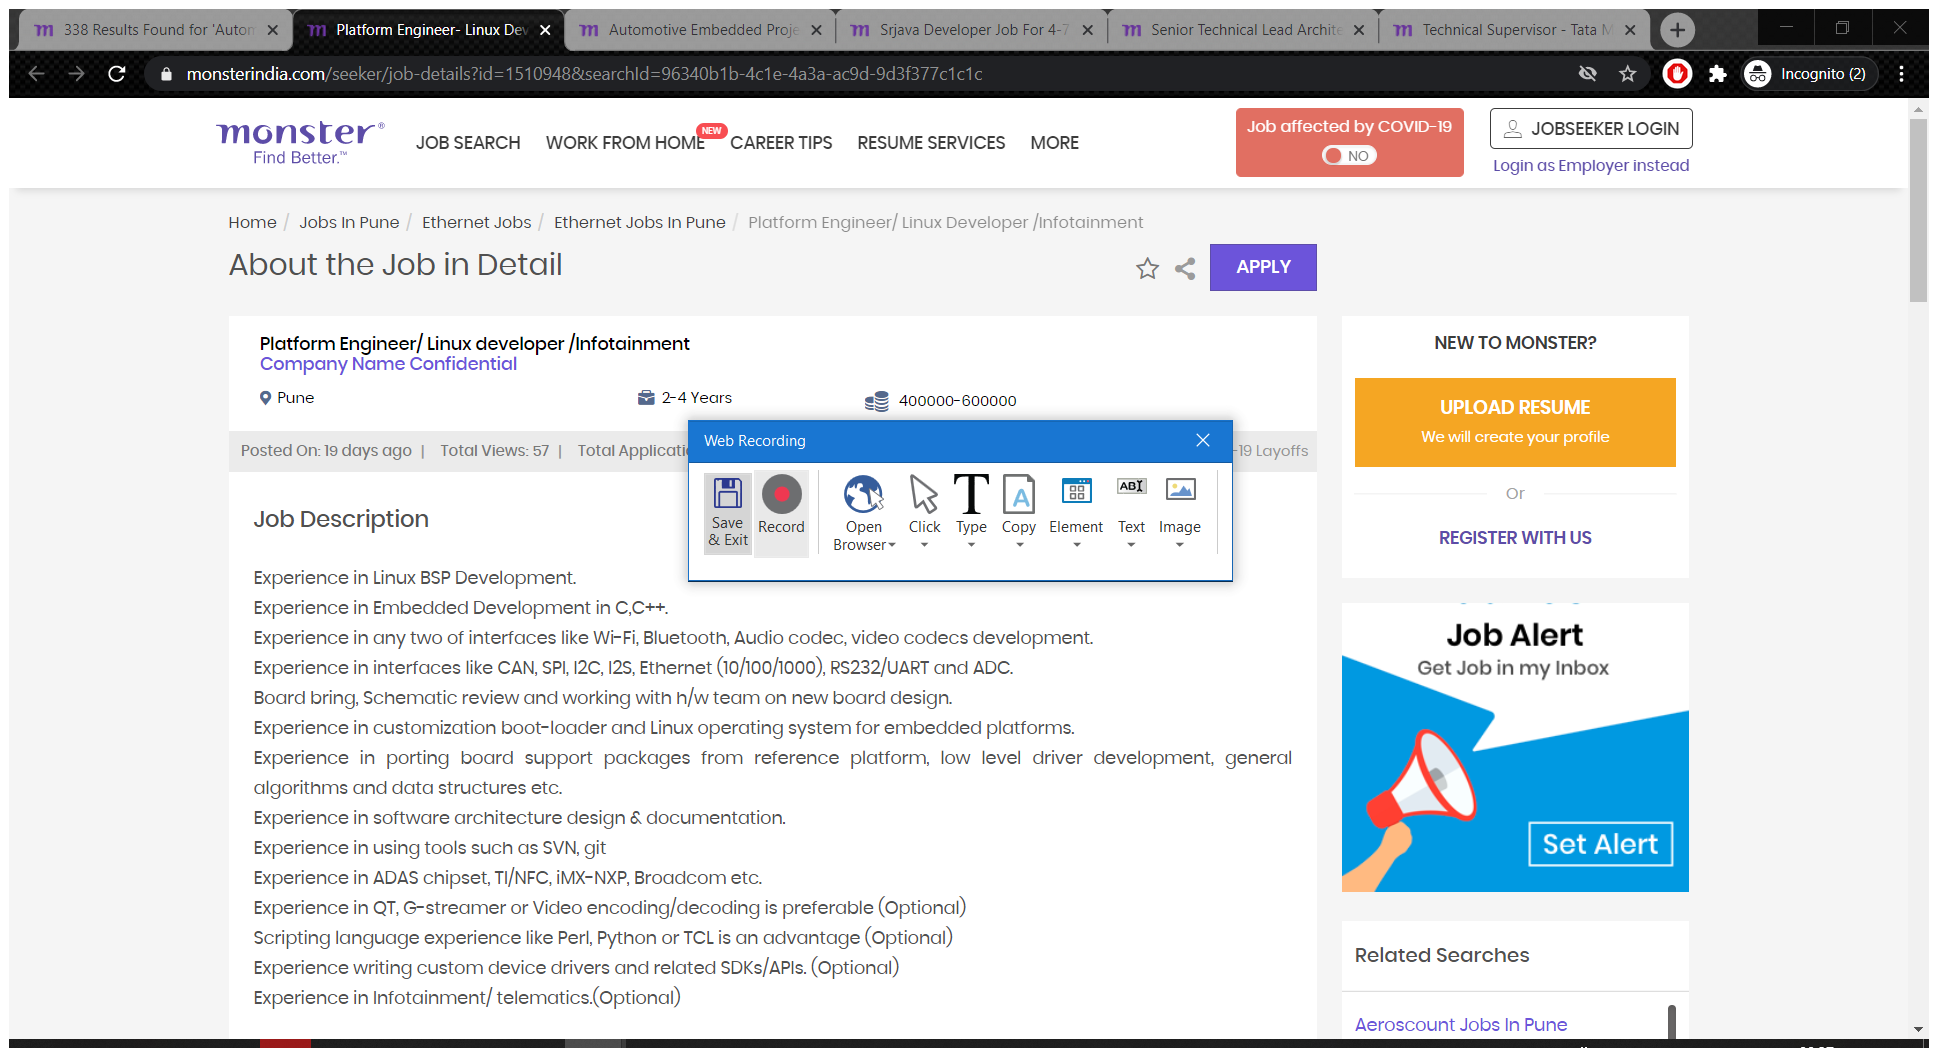 338 Results Found for 'Autom
Platform Engineer- Linux Dev
Automotive Embedded Proje
Srjava Developer Job For 4-7
Senior Technical Lead Archite
Technical Supervisor - Tata M
monsterindia.com/seeker/job-details?id=1510948&searchId=96340b1b-4c1e-4a3a-ac9d-9d3f377c1c1c
Incognito (2)
monster®
Find Better.™
JOB SEARCH
WORK FROM HOME
NEW
CAREER TIPS
RESUME SERVICES
MORE
Job affected by COVID-19
NO
JOBSEEKER LOGIN
Login as Employer instead
Home / Jobs In Pune / Ethernet Jobs / Ethernet Jobs In Pune / Platform Engineer/ Linux Developer /Infotainment
About the Job in Detail
APPLY
Platform Engineer/ Linux developer /Infotainment
Company Name Confidential
Pune
2-4 Years
400000-600000
Posted On: 19 days ago | Total Views: 57 | Total Applicati
-19 Layoffs
Web Recording
Save
& Exit
Record
Open
Browser
Click
T
Type
A
Copy
Element
ABI
Text
Image
Job Description
Experience in Linux BSP Development.
Experience in Embedded Development in C,C++.
Experience in any two of interfaces like Wi-Fi, Bluetooth, Audio codec, video codecs development.
Experience in interfaces like CAN, SPI, I2C, I2S, Ethernet (10/100/1000), RS232/UART and ADC.
Board bring, Schematic review and working with h/w team on new board design.
Experience in customization boot-loader and Linux operating system for embedded platforms.
Experience in porting board support packages from reference platform, low level driver development, general
algorithms and data structures etc.
Experience in software architecture design & documentation.
Experience in using tools such as SVN, git
Experience in ADAS chipset, TI/NFC, iMX-NXP, Broadcom etc.
Experience in QT, G-streamer or Video encoding/decoding is preferable (Optional)
Scripting language experience like Perl, Python or TCL is an advantage (Optional)
Experience writing custom device drivers and related SDKs/APIs. (Optional)
Experience in Infotainment/ telematics.(Optional)
NEW TO MONSTER?
UPLOAD RESUME
We will create your profile
Or
REGISTER WITH US
Job Alert
Get Job in my Inbox
Set Alert
Related Searches
Aeroscount Jobs In Pune